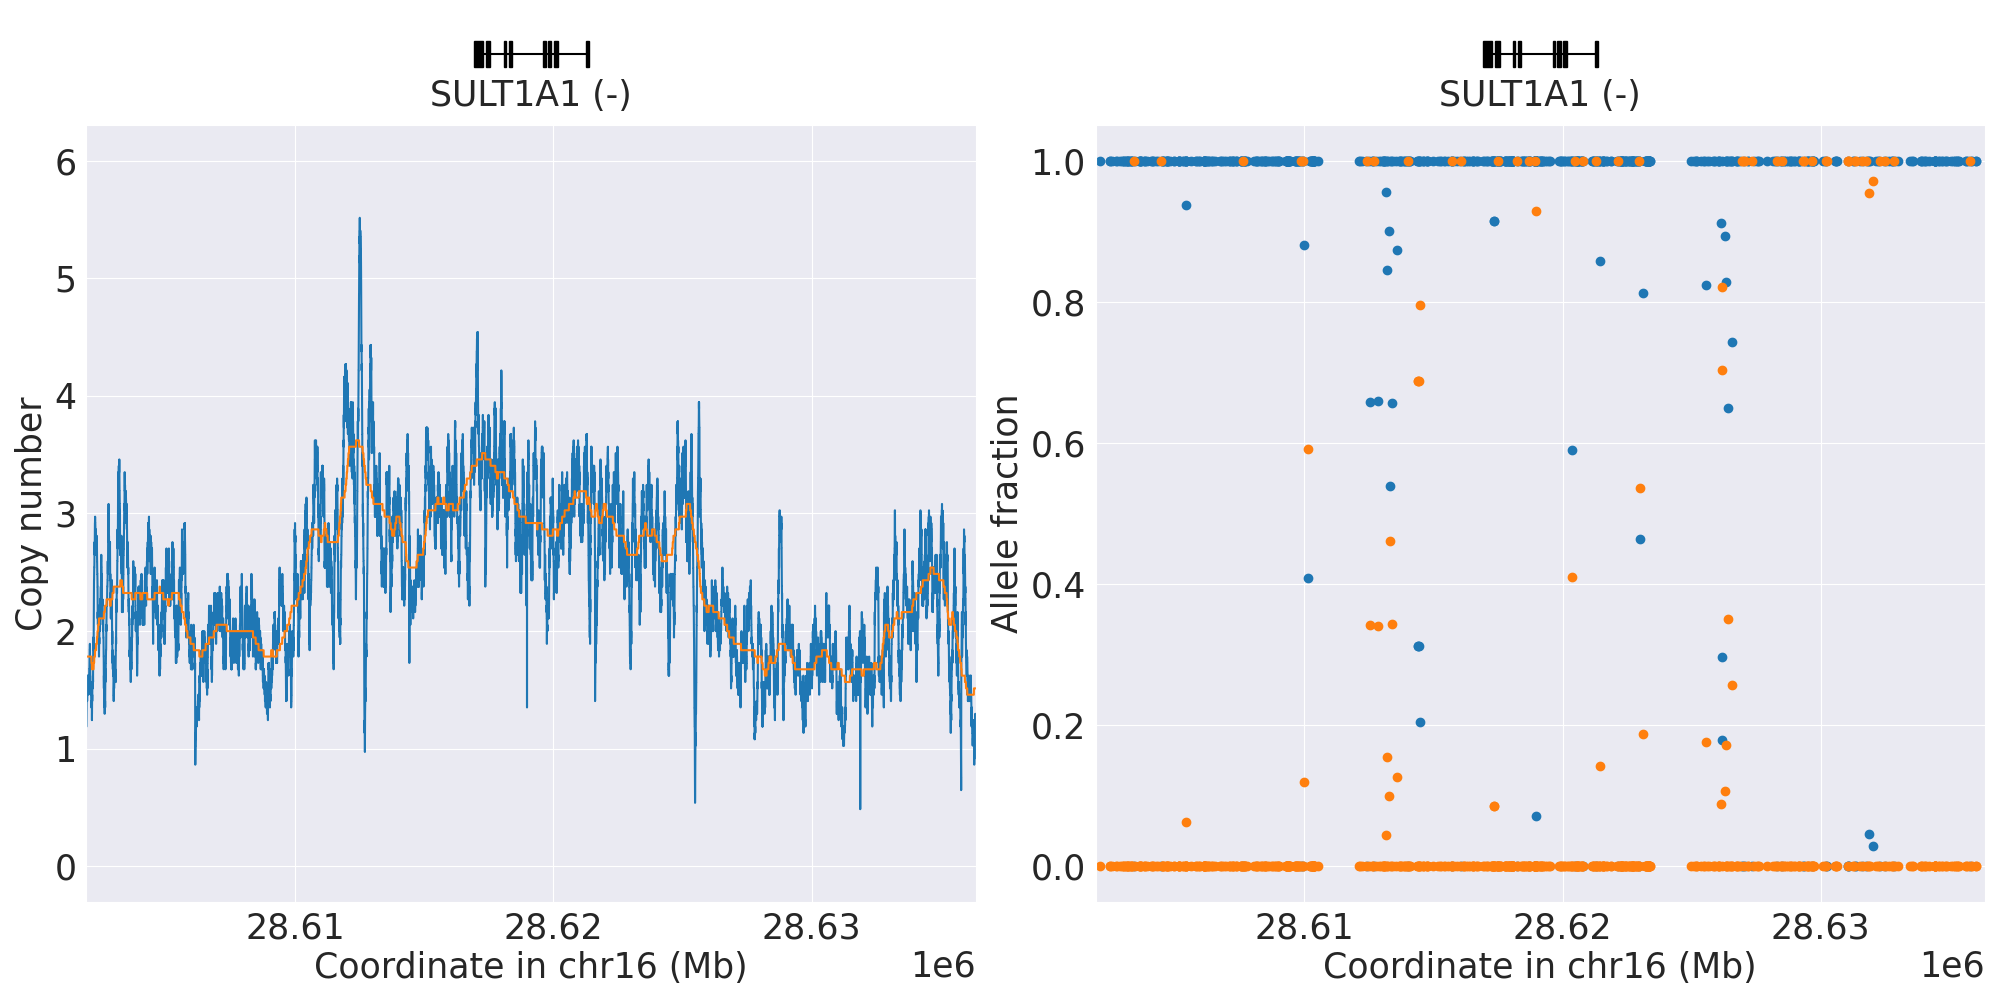 SULT1A1 (-)
6
5
4
3
2
1
0
Copy number
28.61
28.62
28.63
Coordinate in chr16 (Mb)
1e6
SULT1A1 (-)
1.0
0.8
0.6
0.4
0.2
0.0
Allele fraction
28.61
28.62
28.63
Coordinate in chr16 (Mb)
1e6